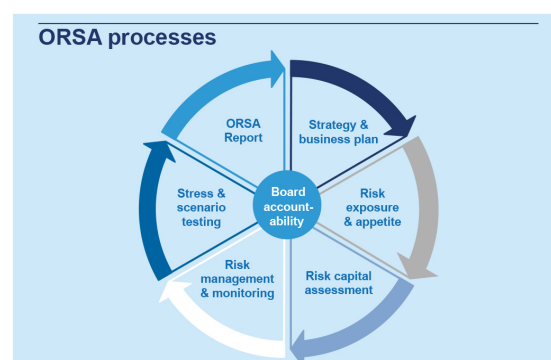 ORSA processes
ORSA
Report
Strategy &
business plan
Risk
exposure
& appetite
Risk capital
assessment
Risk
management
& monitoring
Stress &
scenario
testing
Board
account-
ability